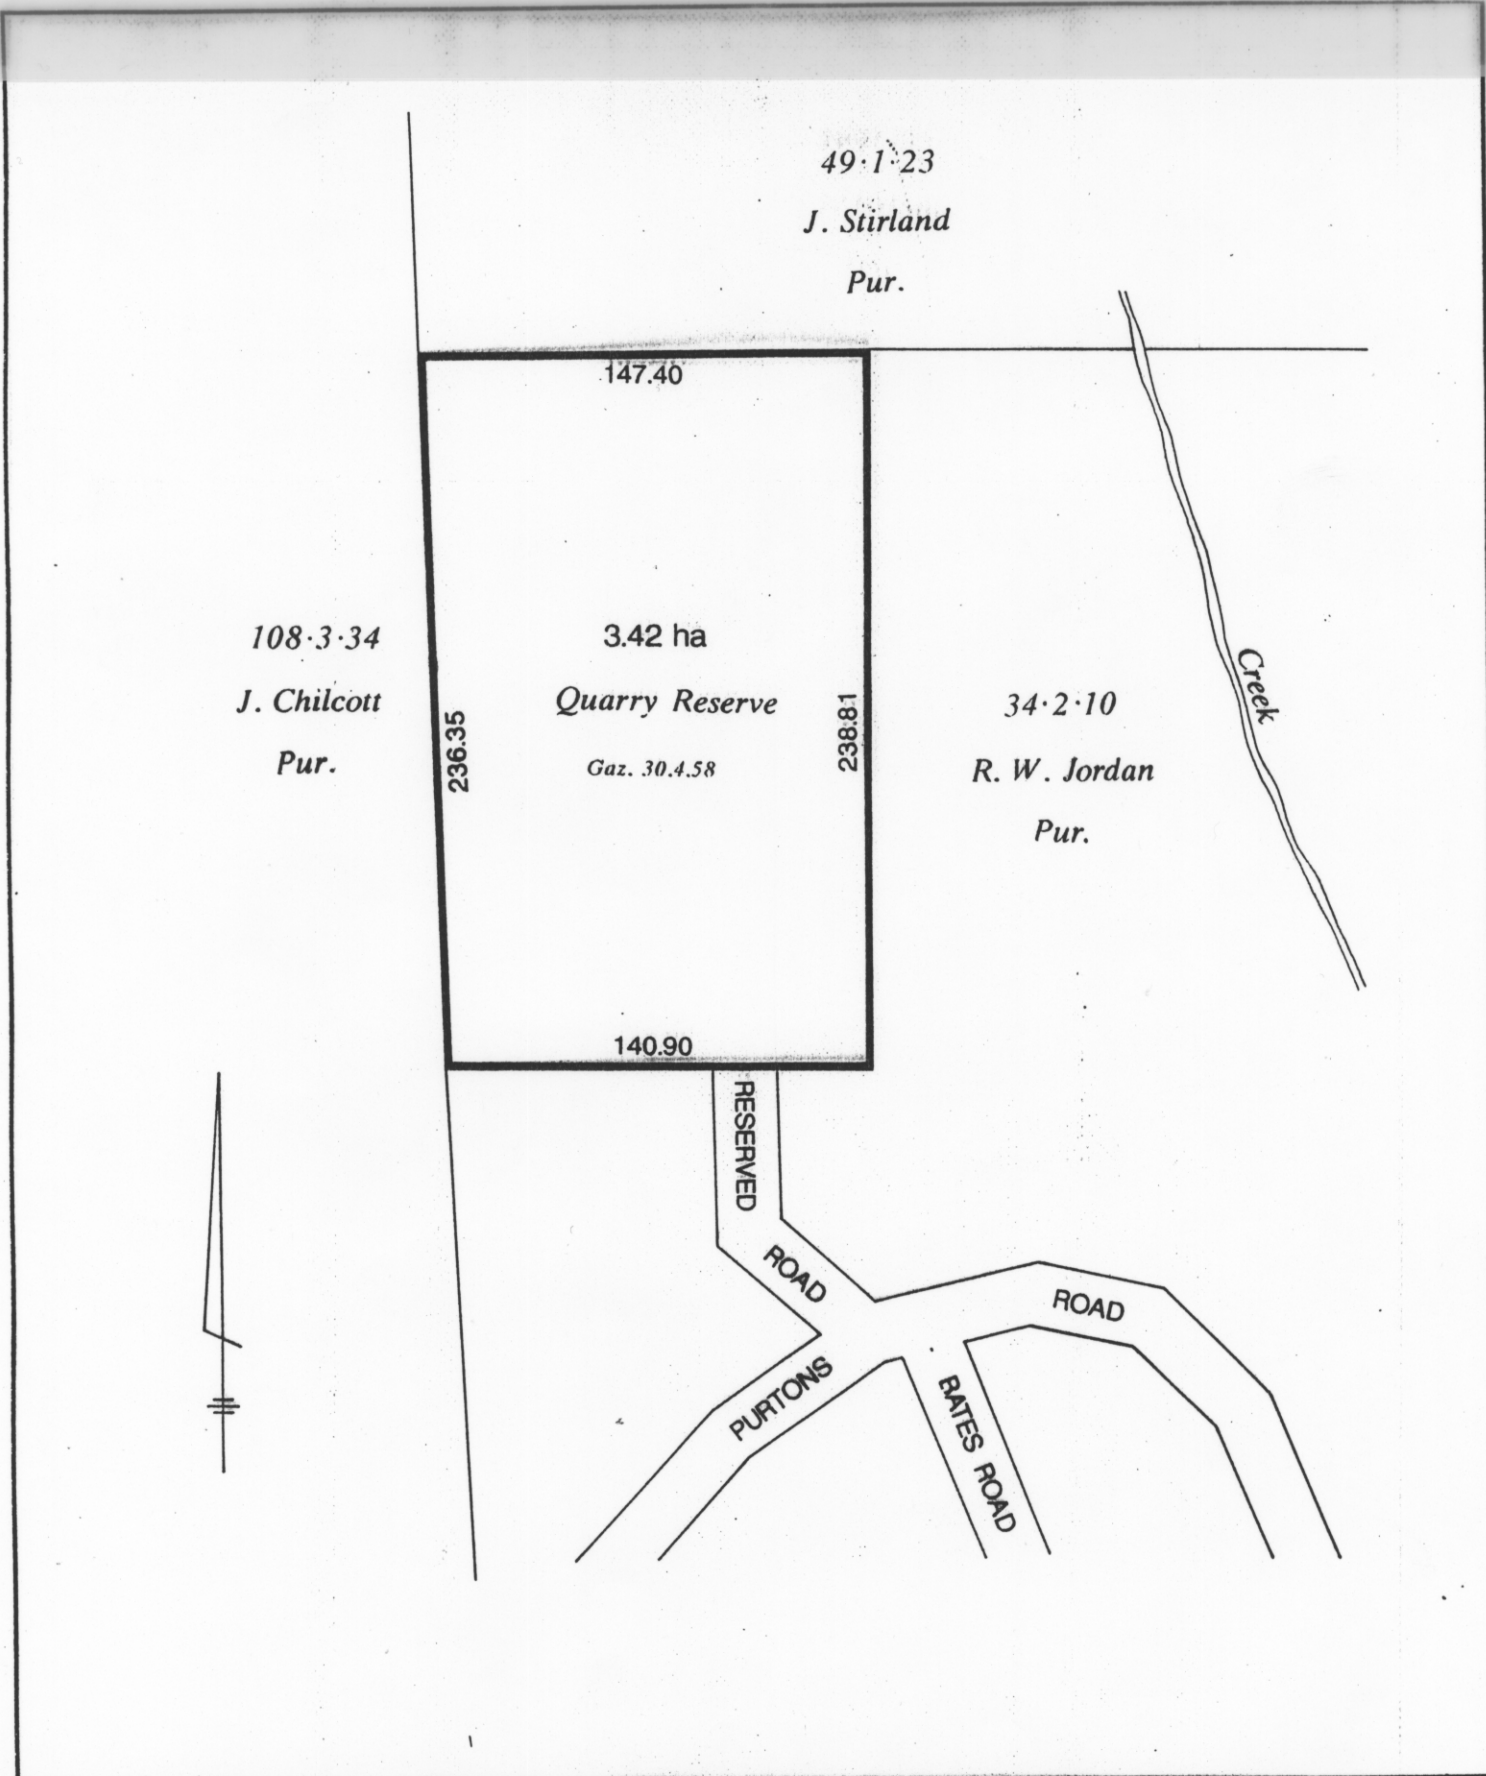 49·1·23
J. Stirland
Pur.
147.40
108·3·34
J. Chilcott
Pur.
236.35
3.42 ha
Quarry Reserve
Gaz. 30.4.58
238.81
34·2·10
R. W. Jordan
Pur.
Creek
140.90
RESERVED
ROAD
PURTONS
ROAD
BATES ROAD